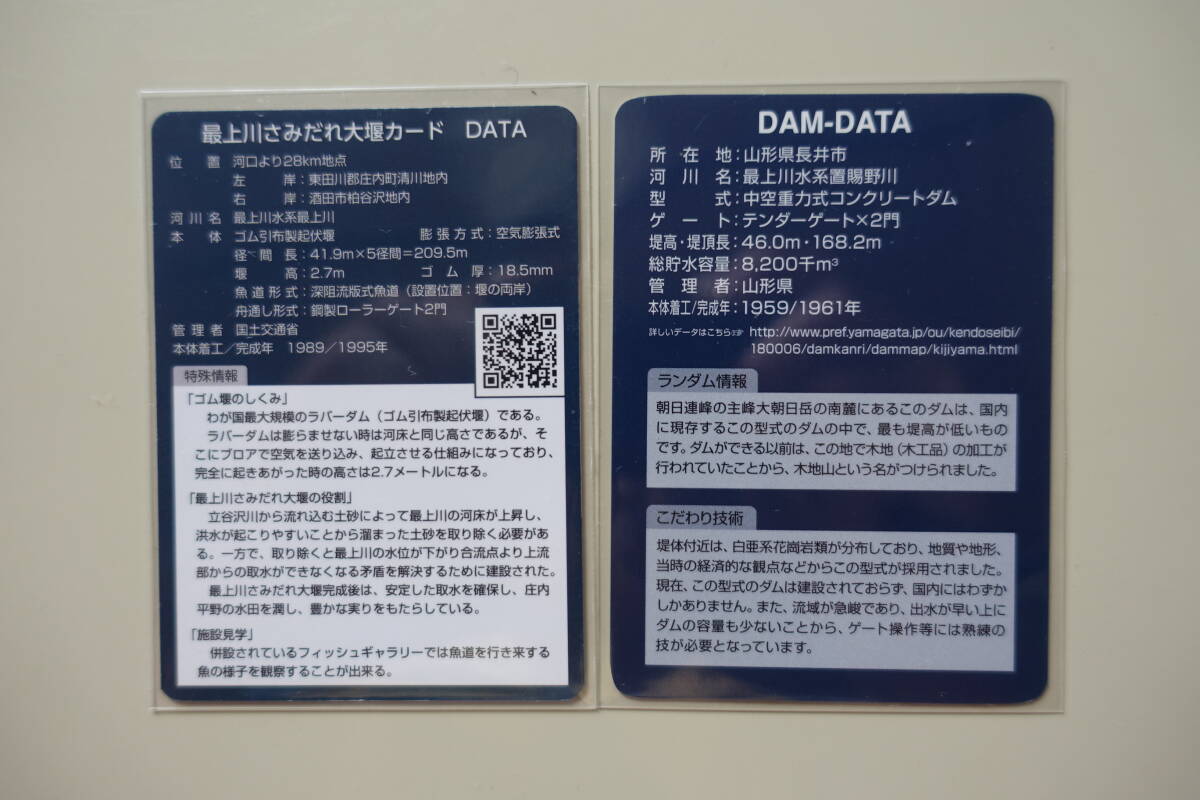 最上川さみだれ大堰カード　DATA
位　置　河口より28km地点
左　岸：東田川郡庄内町清川地内
右　岸：酒田市柏谷沢地内
河川名　最上川水系最上川
本　体　ゴム引布製起伏堰　膨張方式：空気膨張式
径間長：41.9m×5径間＝209.5m
堰　高：2.7m　ゴム厚：18.5mm
魚道形式：深阻流版式魚道（設置位置：堰の両岸）
舟通し形式：鋼製ローラーゲート2門
管理者　国土交通省
本体着工／完成年　1989／1995年
特殊情報
「ゴム堰のしくみ」
わが国最大規模のラバーダム（ゴム引布製起伏堰）である。
ラバーダムは膨らませない時は河床と同じ高さであるが、そ
こにブロアで空気を送り込み、起立させる仕組みになっており、
完全に起きあがった時の高さは2.7メートルになる。
「最上川さみだれ大堰の役割」
立谷沢川から流れ込む土砂によって最上川の河床が上昇し、
洪水が起こりやすいことから溜まった土砂を取り除く必要があ
る。一方で、取り除くと最上川の水位が下がり合流点より上流
部からの取水ができなくなる矛盾を解決するために建設された。
最上川さみだれ大堰完成後は、安定した取水を確保し、庄内
平野の水田を潤し、豊かな実りをもたらしている。
「施設見学」
併設されているフィッシュギャラリーでは魚道を行き来する
魚の様子を観察することが出来る。
DAM-DATA
所在地：山形県長井市
河川名：最上川水系置賜野川
型式：中空重力式コンクリートダム
ゲート：テンダーゲート×2門
堤高・堤頂長：46.0m・168.2m
総貯水容量：8,200千m³
管理者：山形県
本体着工/完成年：1959/1961年
詳しいデータはこちら☞ http://www.pref.yamagata.jp/ou/kendoseibi/
180006/damkanri/dammap/kijiyama.html
ランダム情報
朝日連峰の主峰大朝日岳の南麓にあるこのダムは、国内
に現存するこの型式のダムの中で、最も堤高が低いもの
です。ダムができる以前は、この地で木地（木工品）の加工が
行われていたことから、木地山という名がつけられました。
こだわり技術
堤体付近は、白亜系花崗岩類が分布しており、地質や地形、
当時の経済的な観点などからこの型式が採用されました。
現在、この型式のダムは建設されておらず、国内にはわずか
しかありません。また、流域が急峻であり、出水が早い上に
ダムの容量も少ないことから、ゲート操作等には熟練の
技が必要となっています。